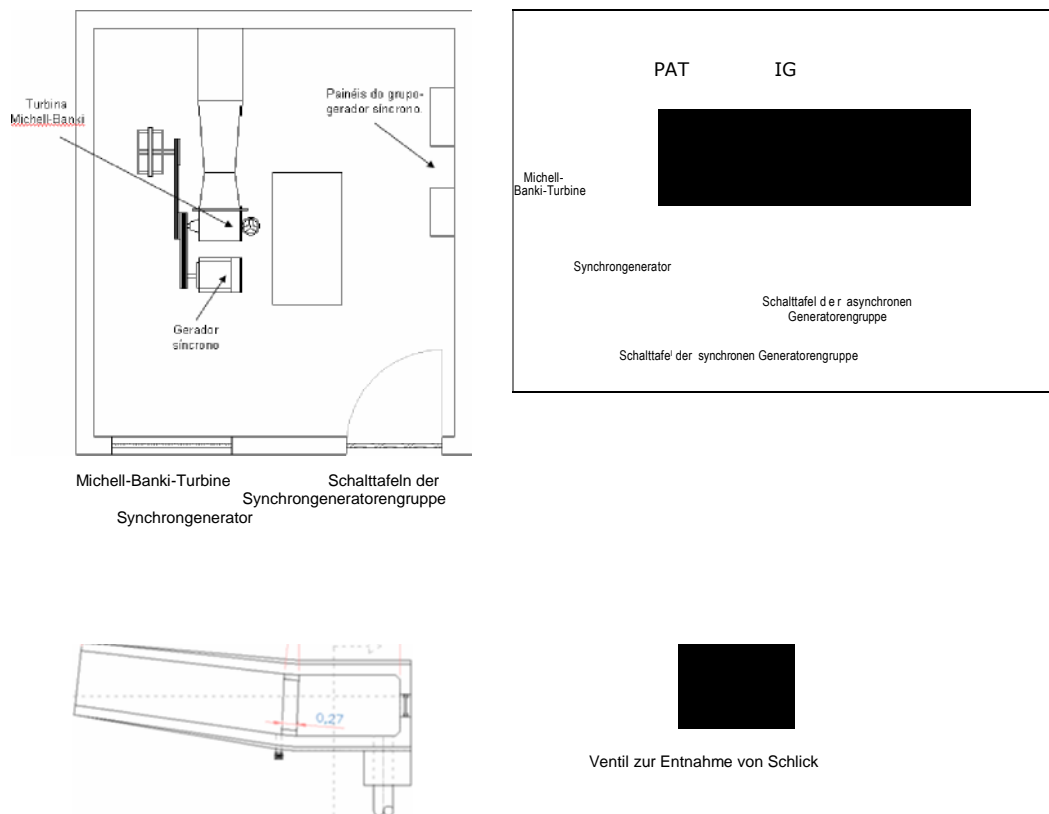 Turbina
Michell-Banki
Painéis do grupo-
gerador síncrono.
Gerador
síncrono
Michell-Banki-Turbine
Schalttafeln der
Synchrongeneratorengruppe
Synchrongenerator
PAT IG
Michell-
Banki-Turbine
Synchrongenerator
Schalttafel d e r asynchronen
Generatorengruppe
Schalttafel der synchronen Generatorengruppe
0,27
Ventil zur Entnahme von Schlick